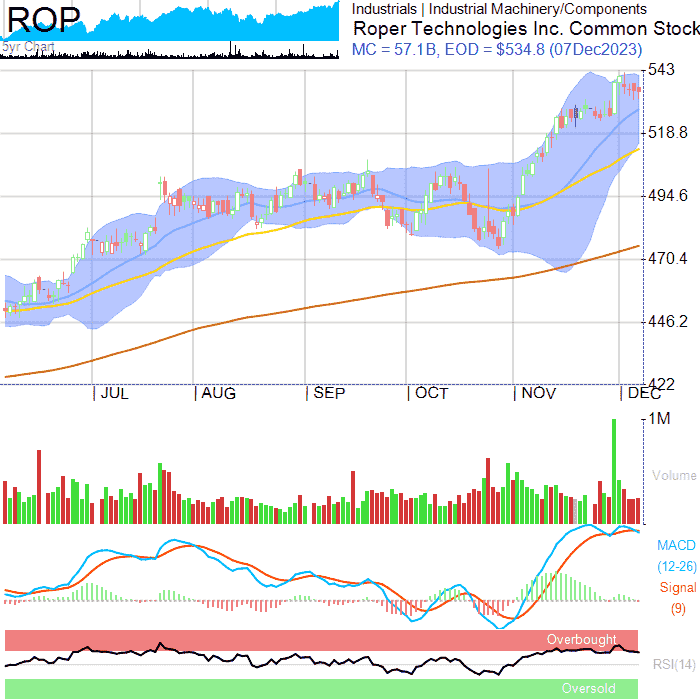 ROP
5yr Chart
Industrials | Industrial Machinery/Components
Roper Technologies Inc. Common Stock
MC = 57.1B, EOD = $534.8 (07Dec2023)
543
518.8
494.6
470.4
446.2
422
JUL AUG SEP OCT NOV DEC
1M
Volume
MACD
(12-26)
Signal
(9)
Overbought
RSI(14)
Oversold